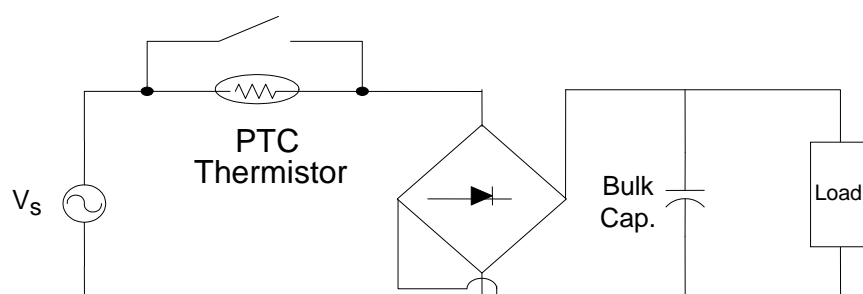 PTC
Thermistor
Vs
Bulk
Cap.
Load